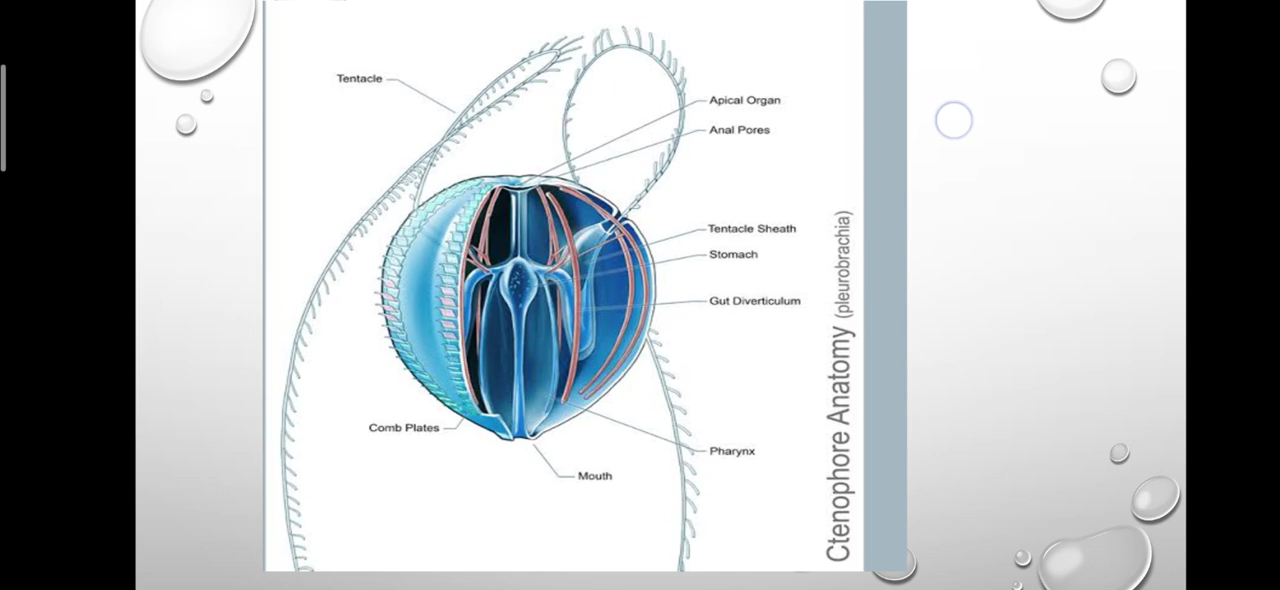 Tentacle
Apical Organ
Anal Pores
Tentacle Sheath
Stomach
Gut Diverticulum
Comb Plates
Pharynx
Mouth
Ctenophore Anatomy (pleurobrachia)